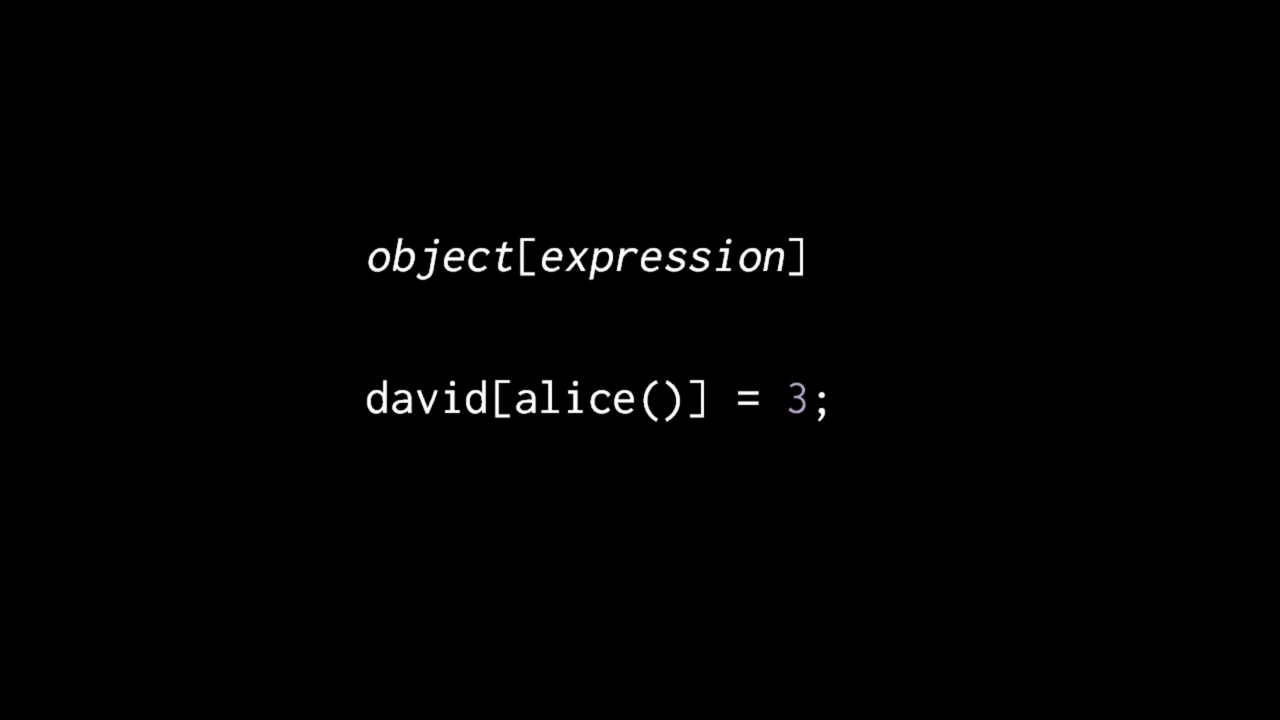 object[expression]
david[alice()] = 3;